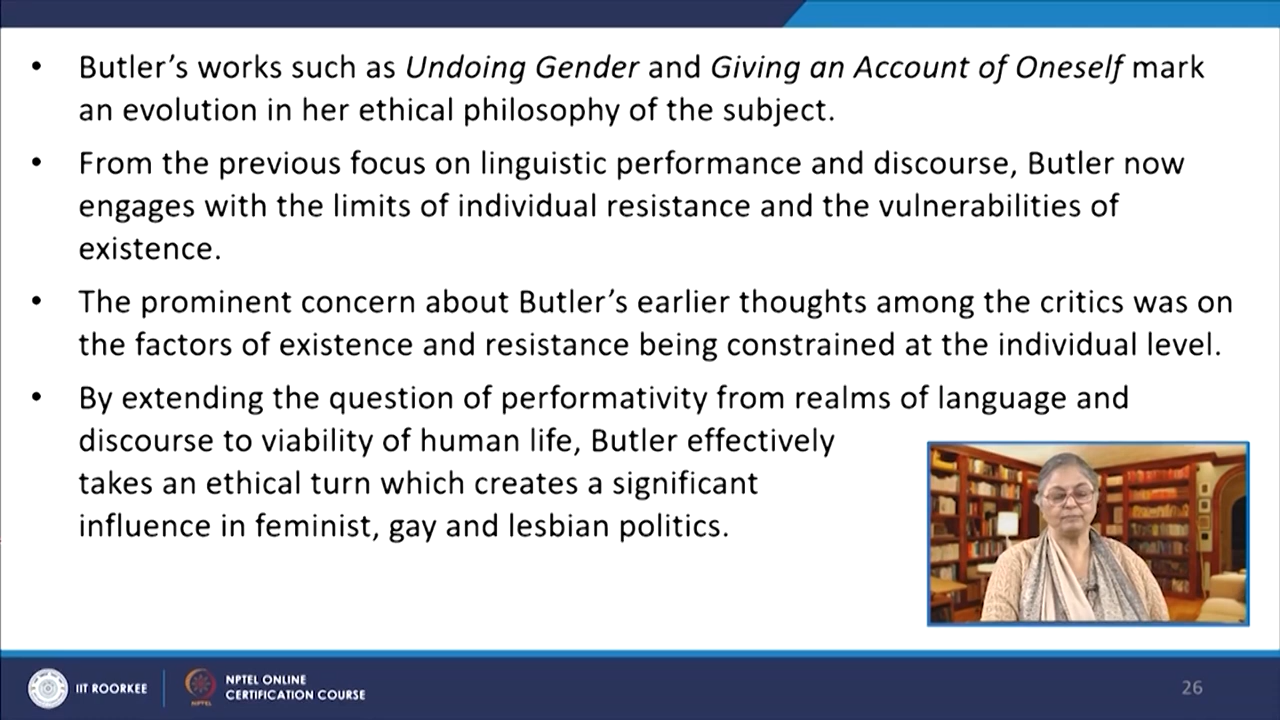 • Butler's works such as Undoing Gender and Giving an Account of Oneself mark
an evolution in her ethical philosophy of the subject.
• From the previous focus on linguistic performance and discourse, Butler now
engages with the limits of individual resistance and the vulnerabilities of
existence.
• The prominent concern about Butler's earlier thoughts among the critics was on
the factors of existence and resistance being constrained at the individual level.
• By extending the question of performativity from realms of language and
discourse to viability of human life, Butler effectively
takes an ethical turn which creates a significant
influence in feminist, gay and lesbian politics.
IIT ROORKEE
NPTEL ONLINE
CERTIFICATION COURSE
26